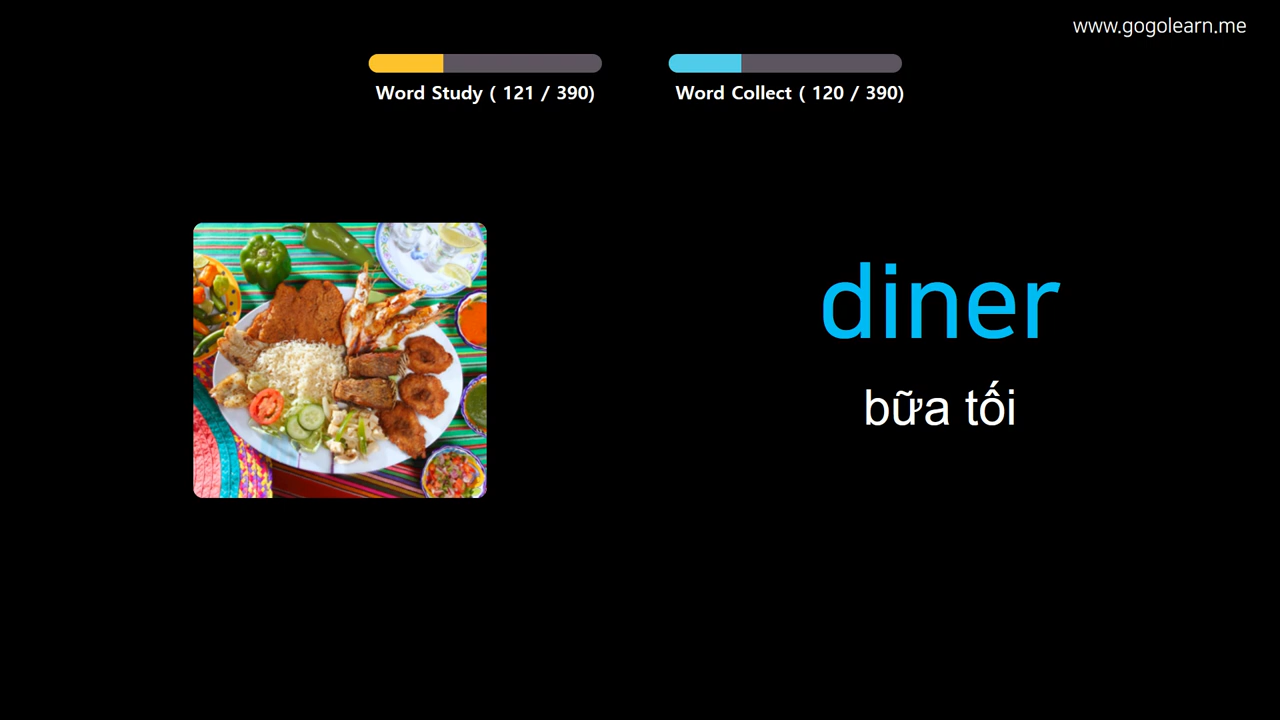 www.gogolearn.me
Word Study ( 121 / 390)
Word Collect ( 120 / 390)
diner
bữa tối